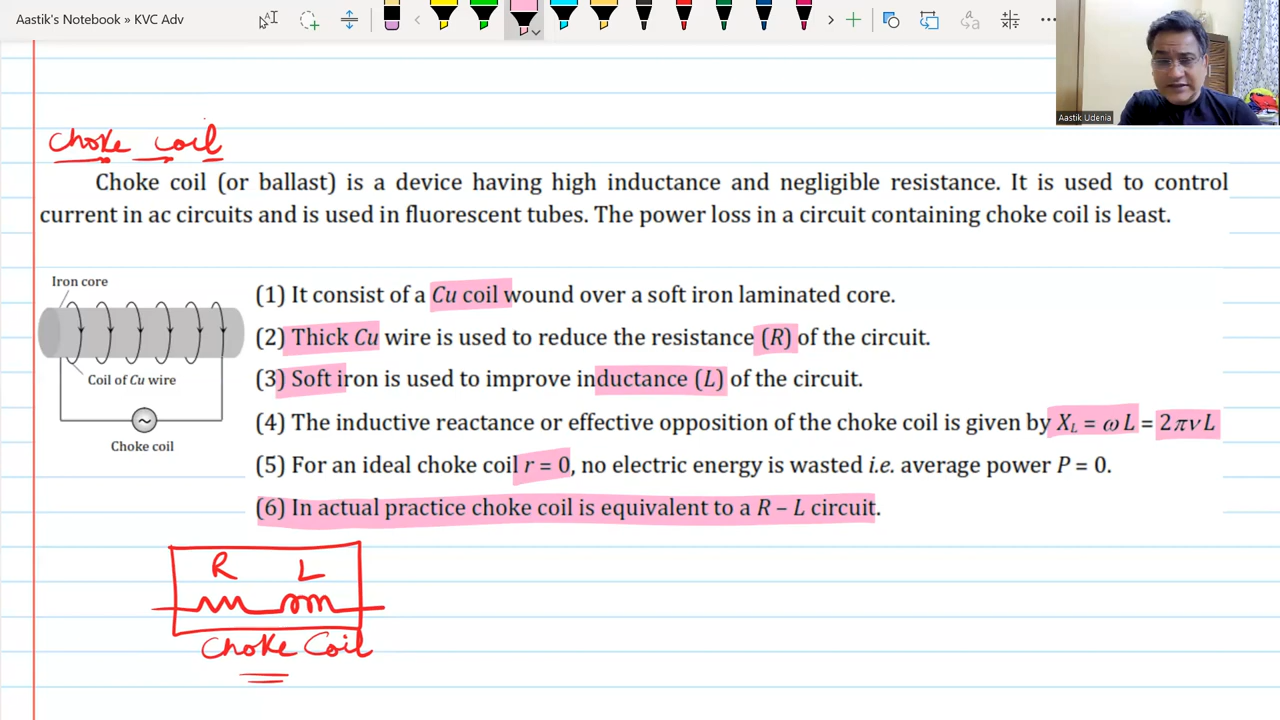 Aastik's Notebook » KVC Adv
Aastik Udenia
Choke coil
Choke coil (or ballast) is a device having high inductance and negligible resistance. It is used to control
current in ac circuits and is used in fluorescent tubes. The power loss in a circuit containing choke coil is least.
Iron core
Coil of Cu wire
~
Choke coil
(1) It consist of a Cu coil wound over a soft iron laminated core.
(2) Thick Cu wire is used to reduce the resistance (R) of the circuit.
(3) Soft iron is used to improve inductance (L) of the circuit.
(4) The inductive reactance or effective opposition of the choke coil is given by X_L = ω L = 2πν L
(5) For an ideal choke coil r = 0, no electric energy is wasted i.e. average power P = 0.
(6) In actual practice choke coil is equivalent to a R – L circuit.
R L
Choke Coil